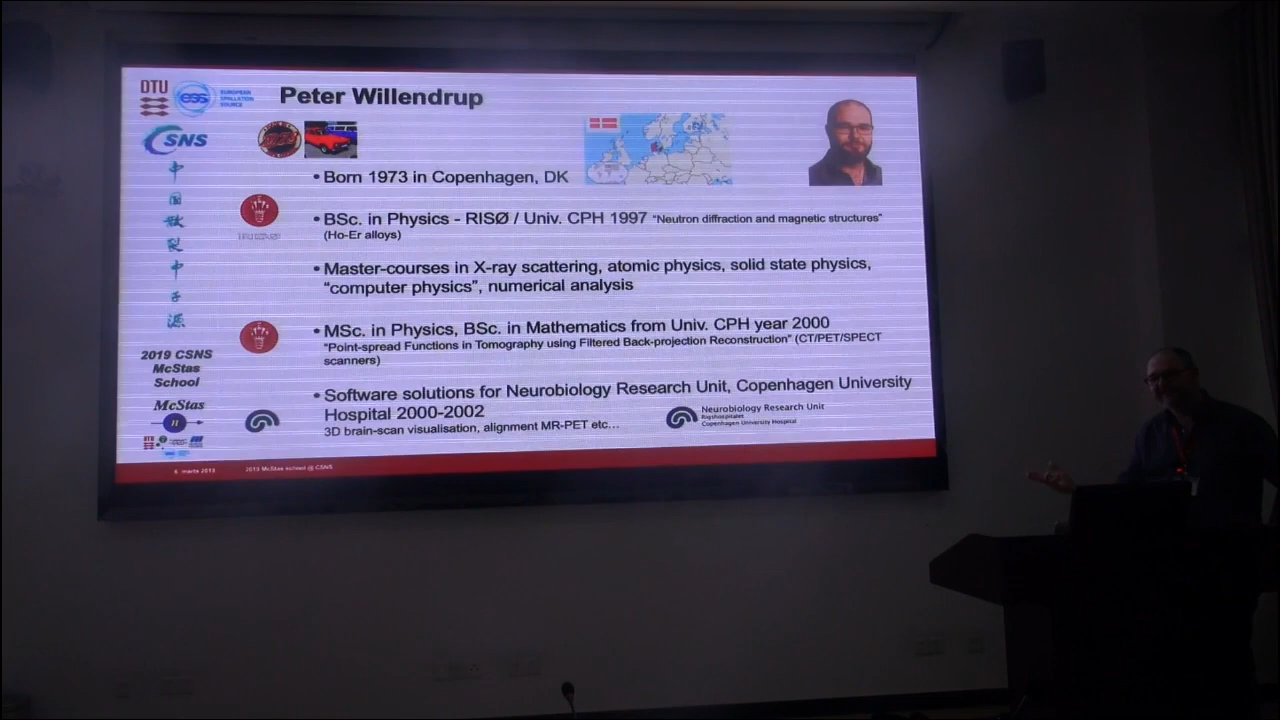 DTU
ess
EUROPEAN
SPALLATION
SOURCE
Peter Willendrup
CSNS
中
国
散
裂
中
子
源
• Born 1973 in Copenhagen, DK
• BSc. in Physics - RISØ / Univ. CPH 1997 "Neutron diffraction and magnetic structures"
(Ho-Er alloys)
• Master-courses in X-ray scattering, atomic physics, solid state physics,
"computer physics", numerical analysis
• MSc. in Physics, BSc. in Mathematics from Univ. CPH year 2000
"Point-spread Functions in Tomography using Filtered Back-projection Reconstruction" (CT/PET/SPECT
scanners)
2019 CSNS
McStas
School
McStas
n
• Software solutions for Neurobiology Research Unit, Copenhagen University
Hospital 2000-2002
3D brain-scan visualisation, alignment MR-PET etc...
Neurobiology Research Unit
Rigshospitalet
Copenhagen University Hospital
6 marts 2019
2019 McStas school @ CSNS